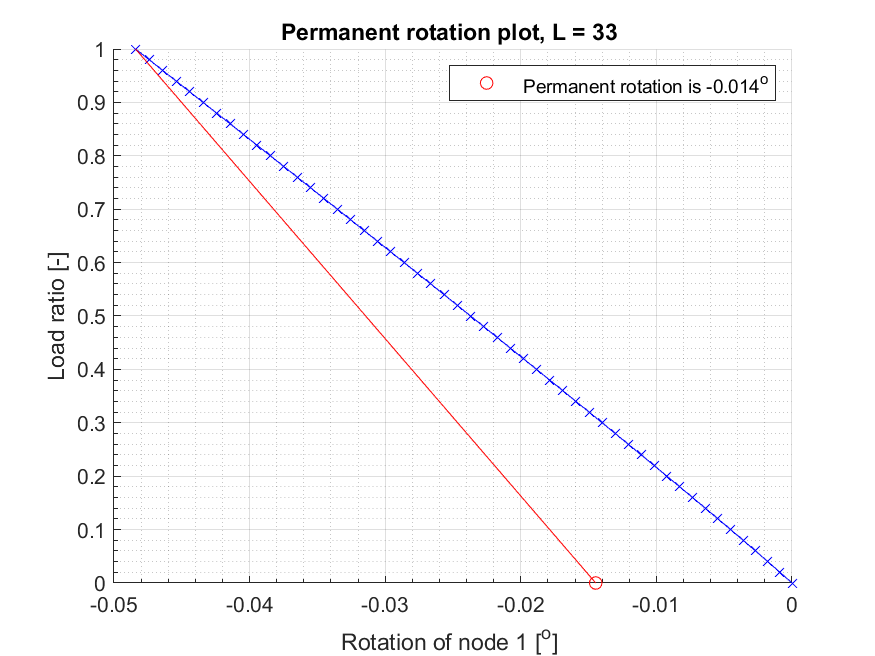 Permanent rotation plot, L = 33
Permanent rotation is -0.014o
Load ratio [-]
1
0.9
0.8
0.7
0.6
0.5
0.4
0.3
0.2
0.1
0
-0.05 -0.04 -0.03 -0.02 -0.01 0
Rotation of node 1 [o]